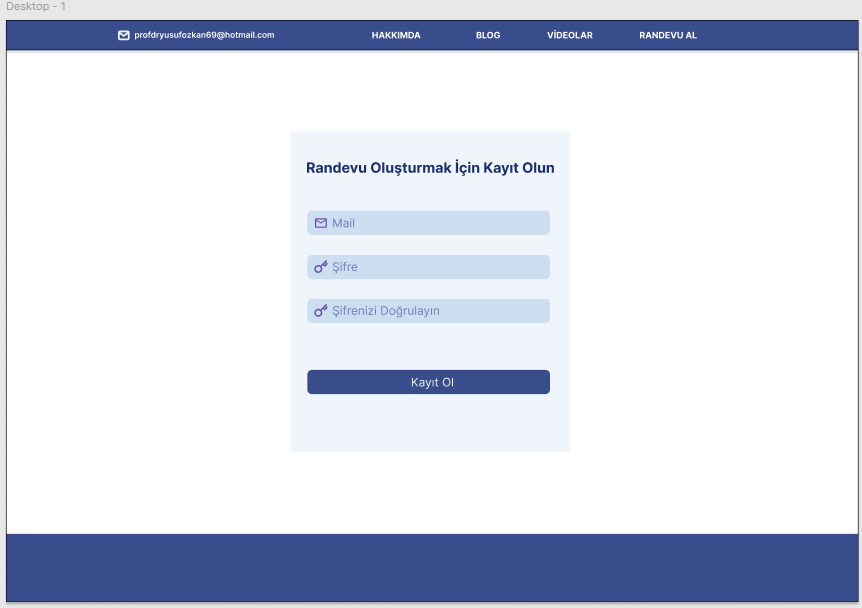 Desktop - 1
profdryusufozkan69@hotmail.com
HAKKIMDA
BLOG
VİDEOLAR
RANDEVU AL
Randevu Oluşturmak İçin Kayıt Olun
Mail
Şifre
Şifrenizi Doğrulayın
Kayıt Ol